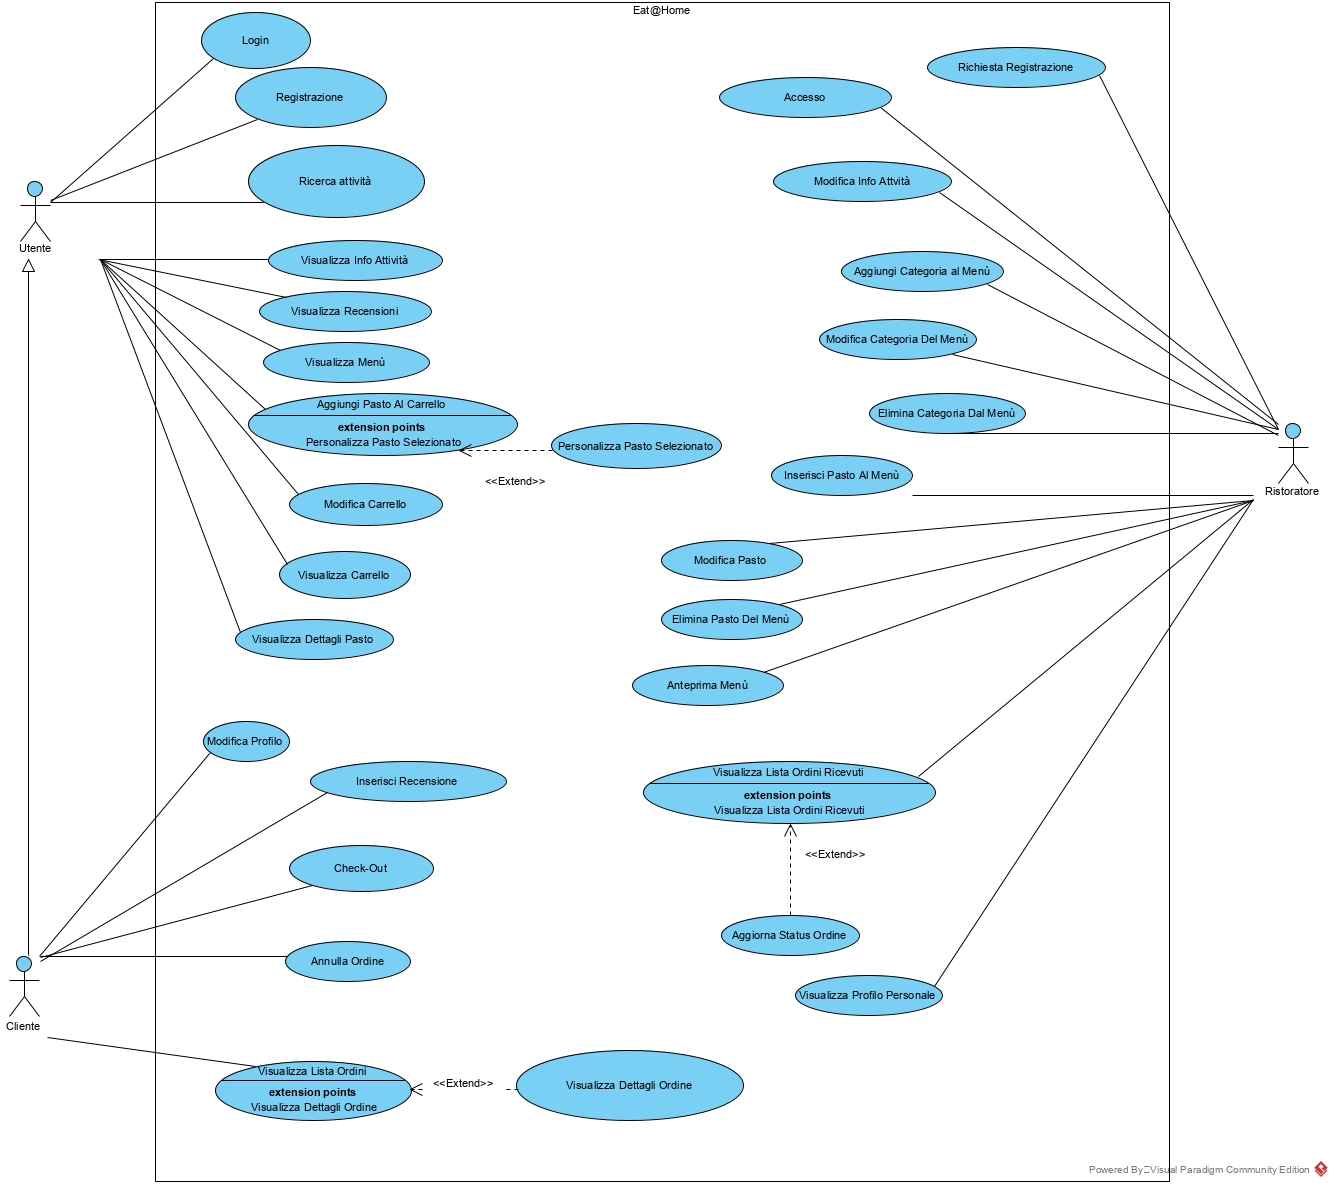 Eat@Home
Login
Registrazione
Ricerca attività
Utente
Visualizza Info Attività
Visualizza Recensioni
Visualizza Menù
Aggiungi Pasto Al Carrello
extension points
Personalizza Pasto Selezionato
Personalizza Pasto Selezionato
<<Extend>>
Modifica Carrello
Visualizza Carrello
Visualizza Dettagli Pasto
Modifica Profilo
Inserisci Recensione
Check-Out
Annulla Ordine
Cliente
Visualizza Lista Ordini
extension points
Visualizza Dettagli Ordine
<<Extend>>
Visualizza Dettagli Ordine
Richiesta Registrazione
Accesso
Modifica Info Attvità
Aggiungi Categoria al Menù
Modifica Categoria Del Menù
Elimina Categoria Dal Menù
Inserisci Pasto Al Menù
Ristoratore
Modifica Pasto
Elimina Pasto Del Menù
Anteprima Menù
Visualizza Lista Ordini Ricevuti
extension points
Visualizza Lista Ordini Ricevuti
<<Extend>>
Aggiorna Status Ordine
Visualizza Profilo Personale
Powered By Visual Paradigm Community Edition